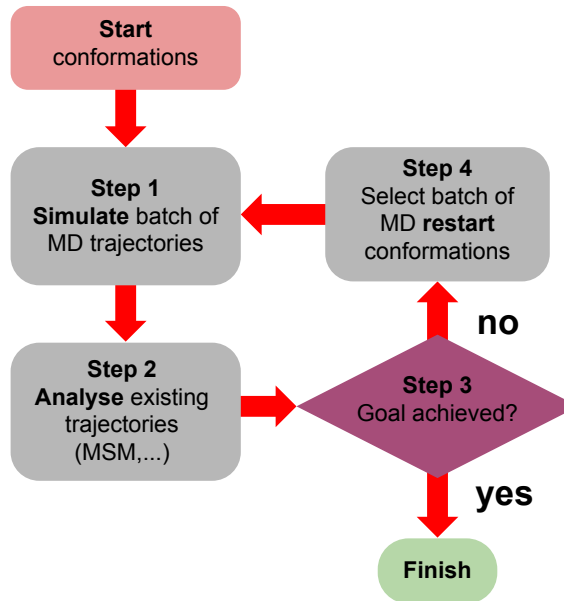 Start
conformations
Step 1
Simulate batch of
MD trajectories
Step 2
Analyse existing
trajectories
(MSM,...)
Step 3
Goal achieved?
no
Step 4
Select batch of
MD restart
conformations
yes
Finish